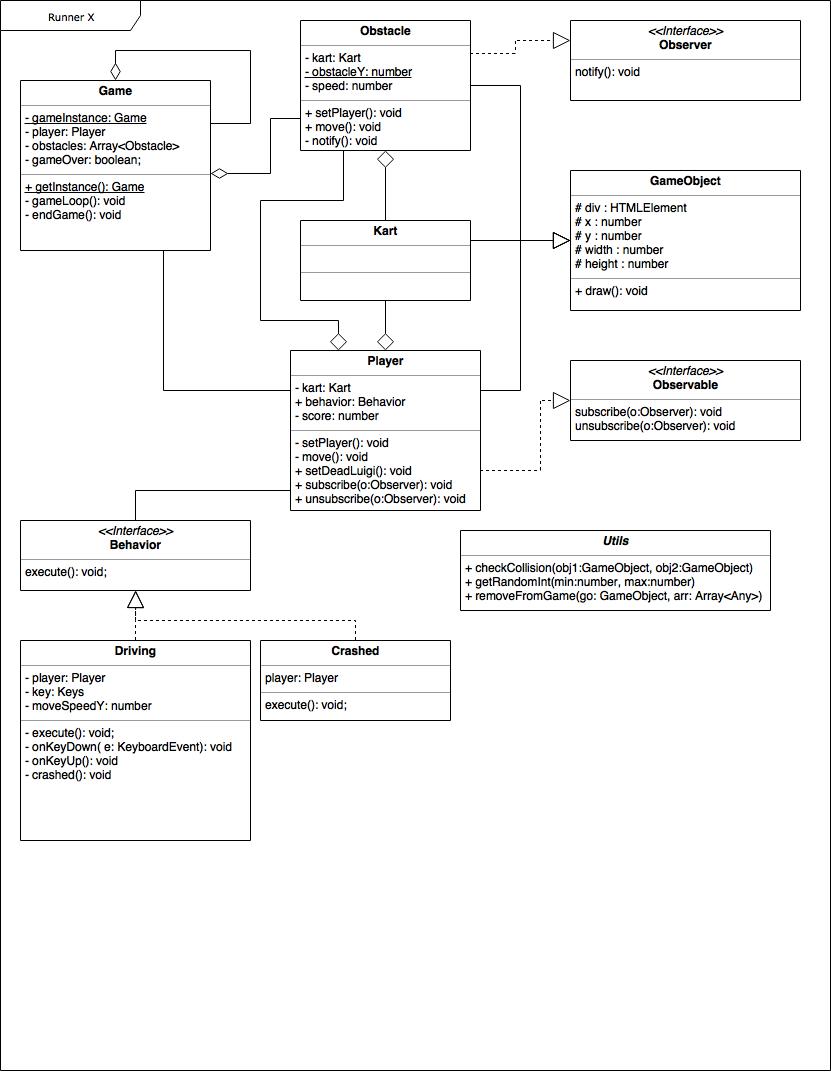 Runner X
Obstacle
- kart: Kart
- obstacleY: number
- speed: number
+ setPlayer(): void
+ move(): void
- notify(): void
<<Interface>>
Observer
notify(): void
Game
- gameInstance: Game
- player: Player
- obstacles: Array<Obstacle>
- gameOver: boolean;
+ getInstance(): Game
- gameLoop(): void
- endGame(): void
GameObject
# div : HTMLElement
# x : number
# y : number
# width : number
# height : number
+ draw(): void
Kart
Player
- kart: Kart
+ behavior: Behavior
- score: number
- setPlayer(): void
- move(): void
+ setDeadLuigi(): void
+ subscribe(o:Observer): void
+ unsubscribe(o:Observer): void
<<Interface>>
Observable
subscribe(o:Observer): void
unsubscribe(o:Observer): void
<<Interface>>
Behavior
execute(): void;
Utils
+ checkCollision(obj1:GameObject, obj2:GameObject)
+ getRandomInt(min:number, max:number)
+ removeFromGame(go: GameObject, arr: Array<Any>)
Driving
- player: Player
- key: Keys
- moveSpeedY: number
- execute(): void;
- onKeyDown( e: KeyboardEvent): void
- onKeyUp(): void
- crashed(): void
Crashed
player: Player
execute(): void;